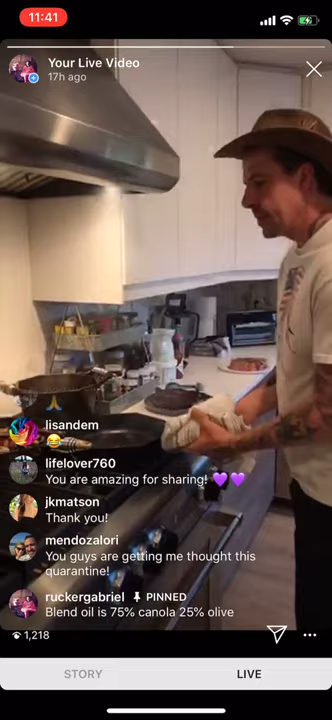 11:41
Your Live Video
17h ago
lisandem
lifelover760
You are amazing for sharing!
jkmatson
Thank you!
mendozalori
You guys are getting me thought this
quarantine!
ruckergabriel PINNED
Blend oil is 75% canola 25% olive
1,218
STORY LIVE